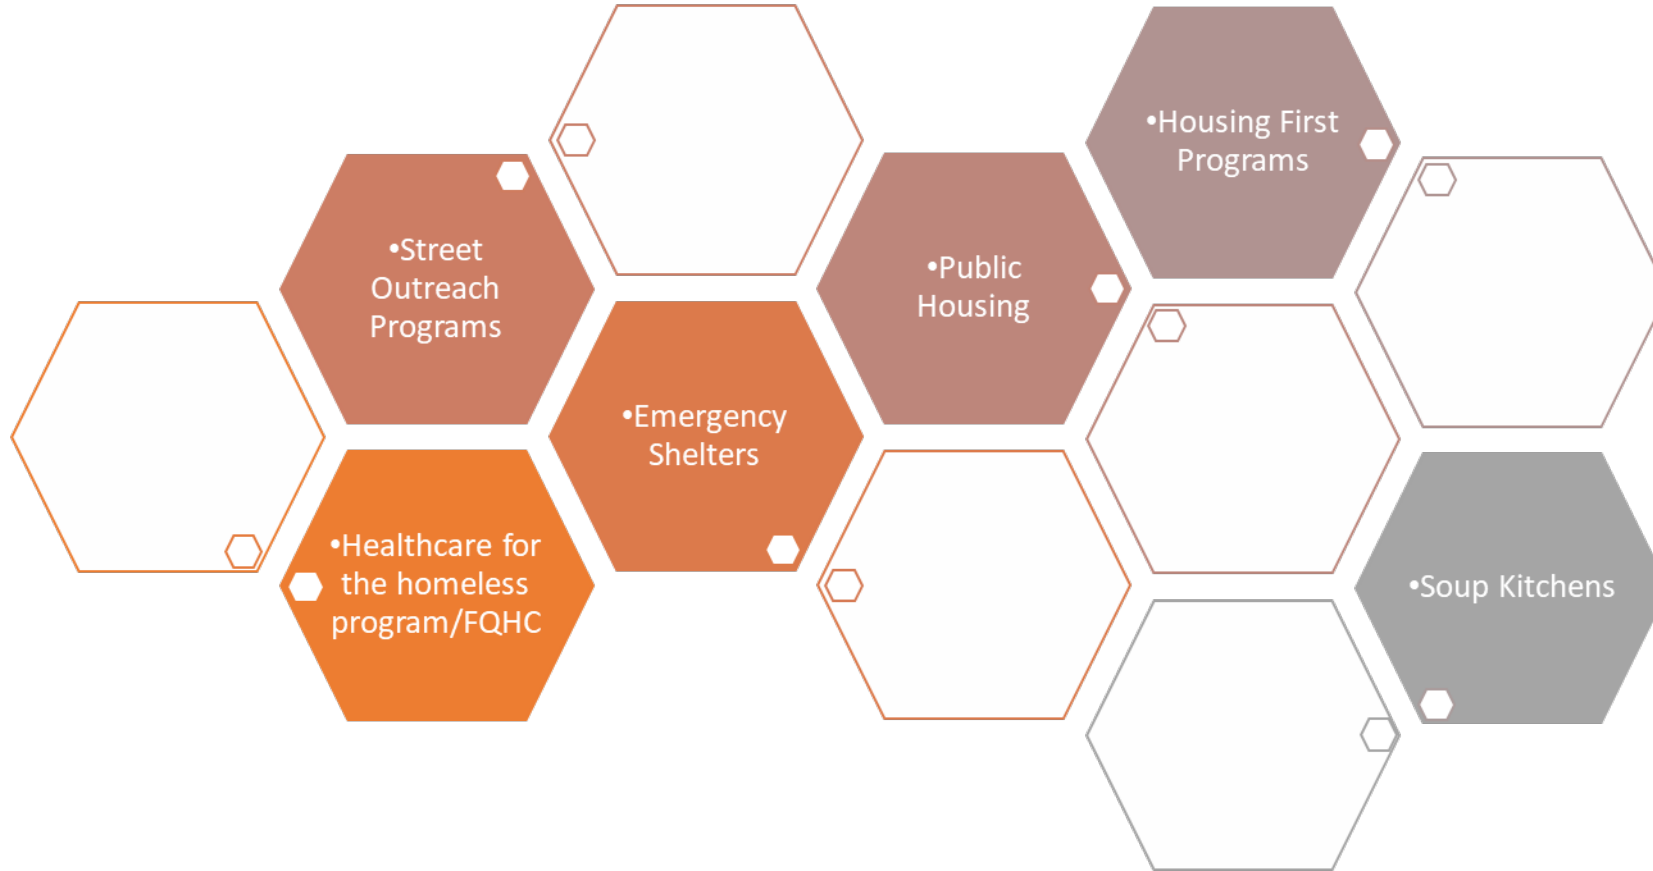 •Housing First
Programs
•Street
Outreach
Programs
•Public
Housing
•Emergency
Shelters
•Healthcare for
the homeless
program/FQHC
•Soup Kitchens